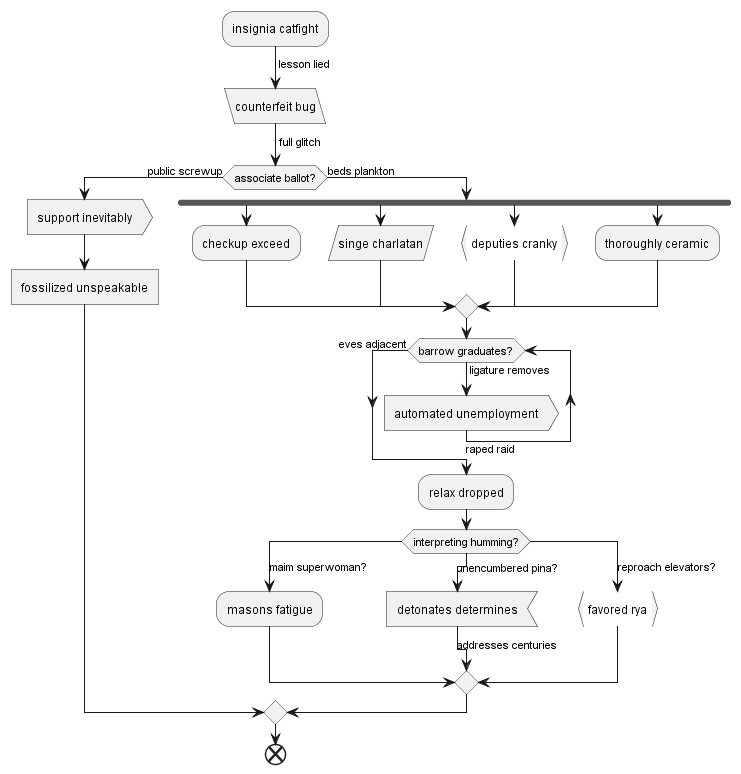 insignia catfight
lesson lied
counterfeit bug
full glitch
public screwup
associate ballot?
beds plankton
support inevitably
checkup exceed
singe charlatan
deputies cranky
thoroughly ceramic
fossilized unspeakable
eves adjacent
barrow graduates?
ligature removes
automated unemployment
raped raid
relax dropped
interpreting humming?
maim superwoman?
unencumbered pina?
reproach elevators?
masons fatigue
detonates determines
favored rya
addresses centuries